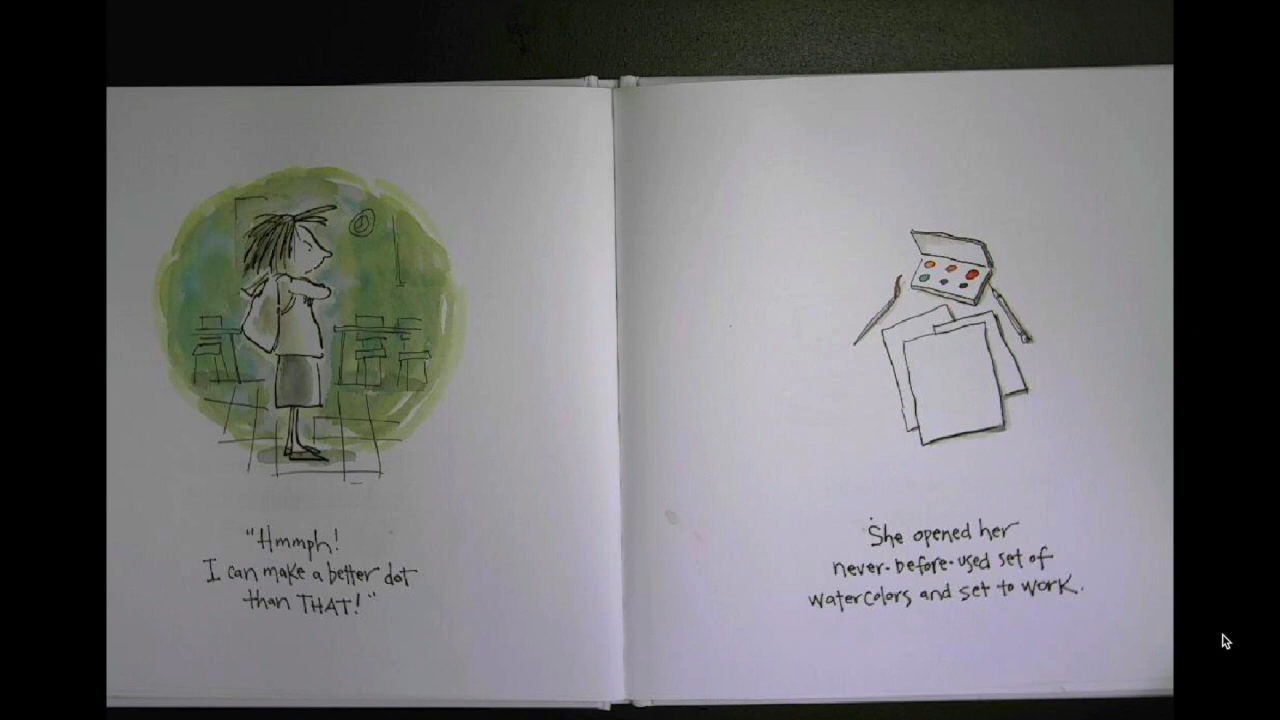 "Hmmph!
I can make a better dot
than THAT!"
She opened her
never-before-used set of
watercolors and set to work.